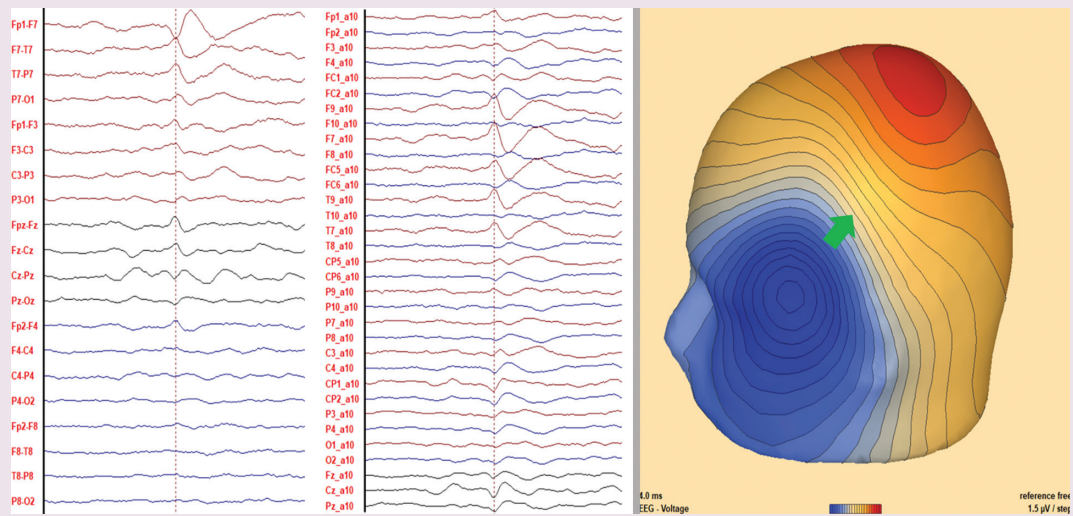 Fp1-F7
F7-T7
T7-P7
P7-O1
Fp1-F3
F3-C3
C3-P3
P3-O1
Fpz-Fz
Fz-Cz
Cz-Pz
Pz-Oz
Fp2-F4
F4-C4
C4-P4
P4-O2
Fp2-F8
F8-T8
T8-P8
P8-O2
Fp1_a10
Fp2_a10
F3_a10
F4_a10
FC1_a10
FC2_a10
F9_a10
F10_a10
F7_a10
F8_a10
FC5_a10
FC6_a10
T9_a10
T10_a10
T7_a10
T8_a10
CP5_a10
CP6_a10
P9_a10
P10_a10
P7_a10
P8_a10
C3_a10
C4_a10
CP1_a10
CP2_a10
P3_a10
P4_a10
O1_a10
O2_a10
Fz_a10
Cz_a10
Pz_a10
4.0 ms
EEG - Voltage
reference free
1.5 µV / step